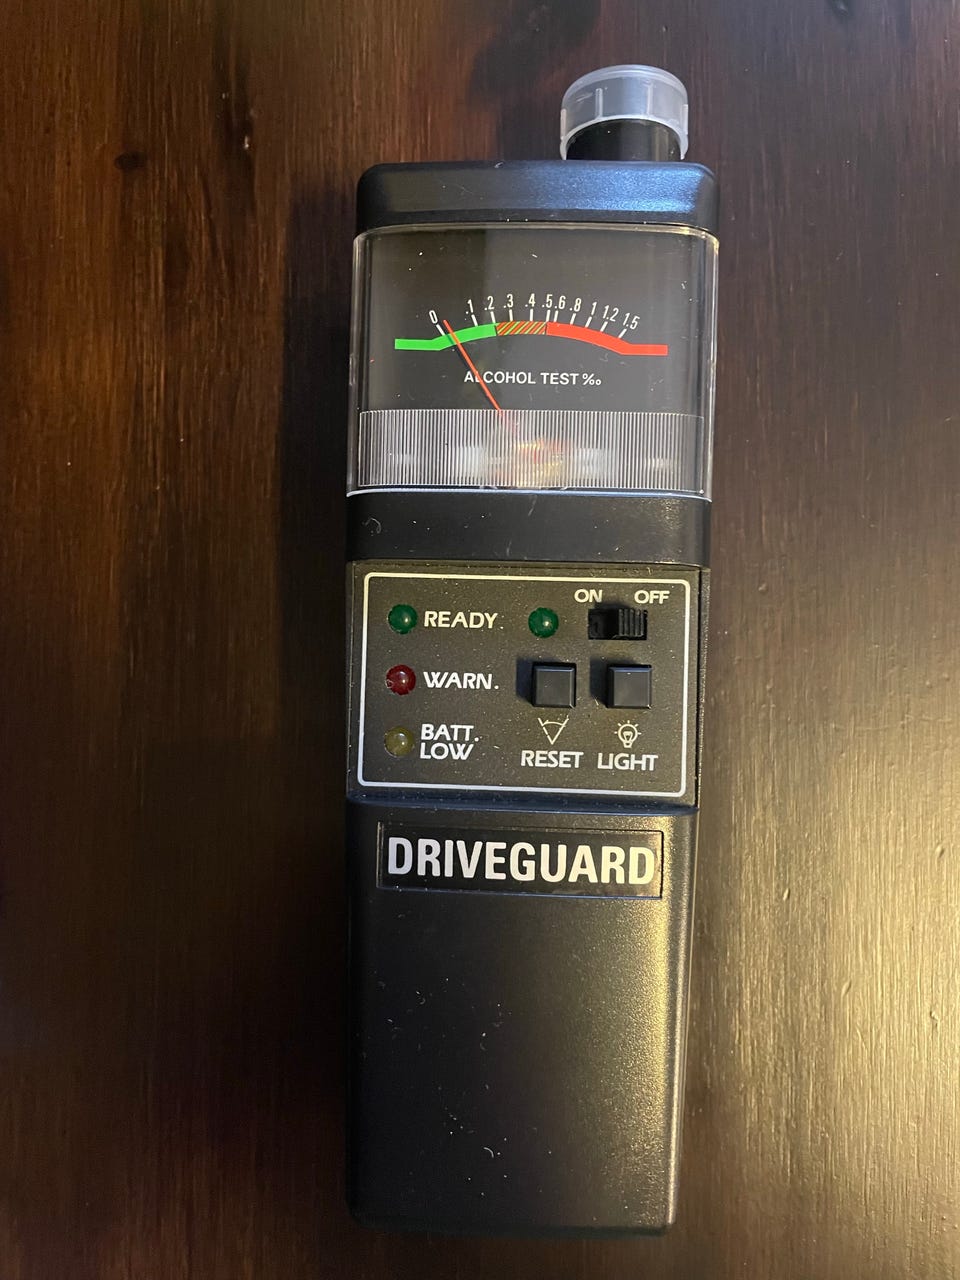 0 .1 .2 .3 .4 .5 .6 .8 1 1.2 1.5
ALCOHOL TEST ‰
ON OFF
READY
WARN.
BATT.
LOW
RESET LIGHT
DRIVEGUARD